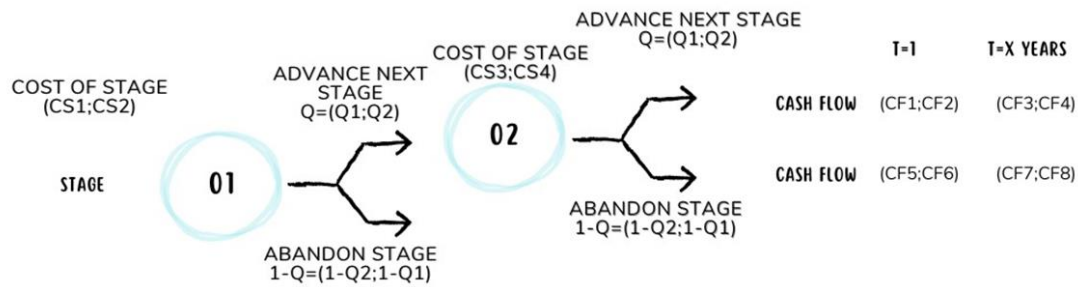 COST OF STAGE
(CS1;CS2)
STAGE
01
ADVANCE NEXT
STAGE
Q=(Q1;Q2)
ABANDON STAGE
1-Q=(1-Q2;1-Q1)
COST OF STAGE
(CS3;CS4)
02
ADVANCE NEXT STAGE
Q=(Q1;Q2)
ABANDON STAGE
1-Q=(1-Q2;1-Q1)
T=1 T=X YEARS
CASH FLOW (CF1;CF2) (CF3;CF4)
CASH FLOW (CF5;CF6) (CF7;CF8)